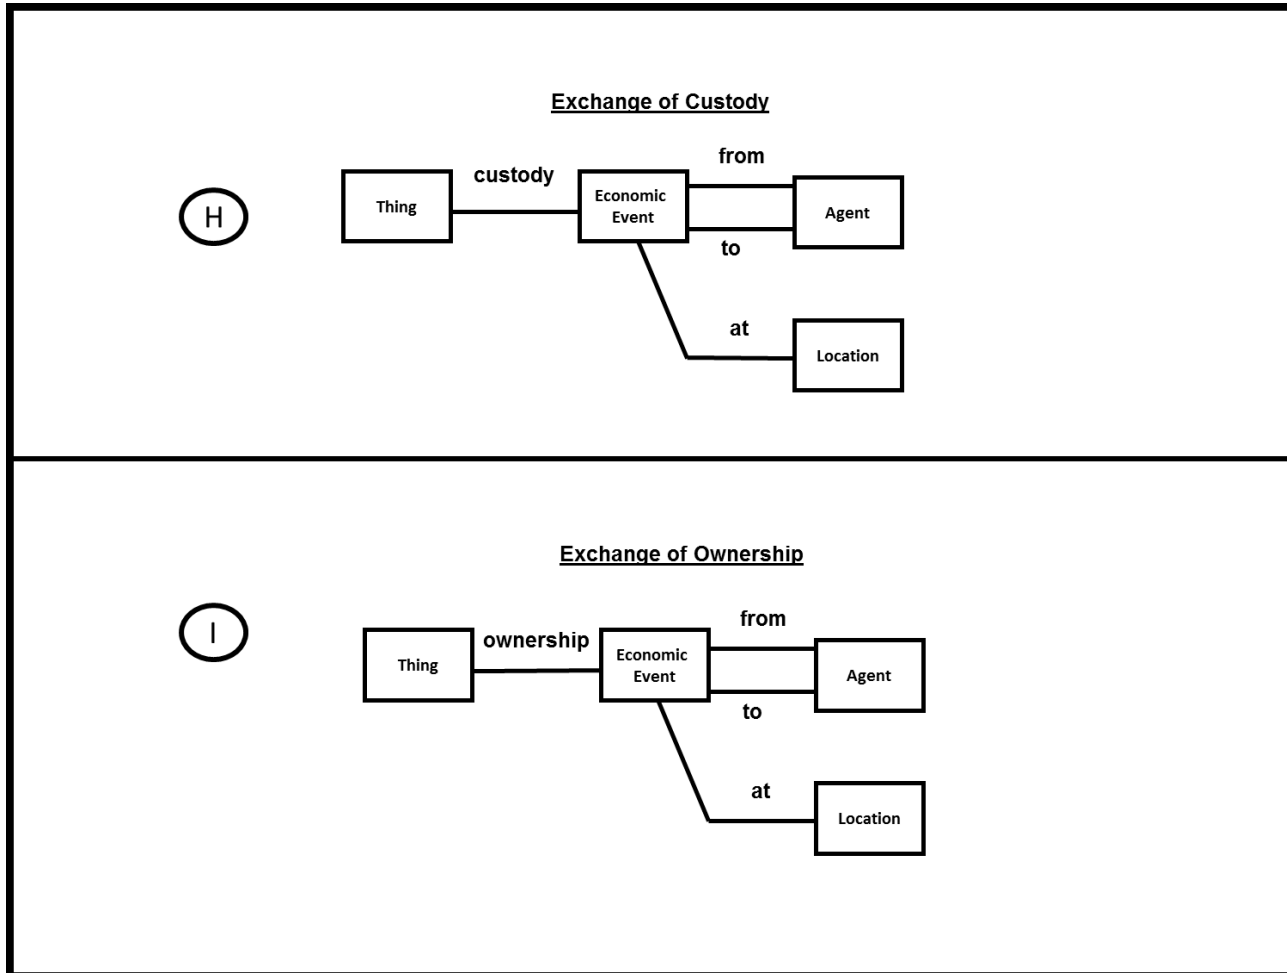 Exchange of Custody
from
custody
Economic
Event
Thing
Agent
H
to
at
Location
Exchange of Ownership
from
ownership
Economic
Event
Thing
Agent
I
to
at
Location